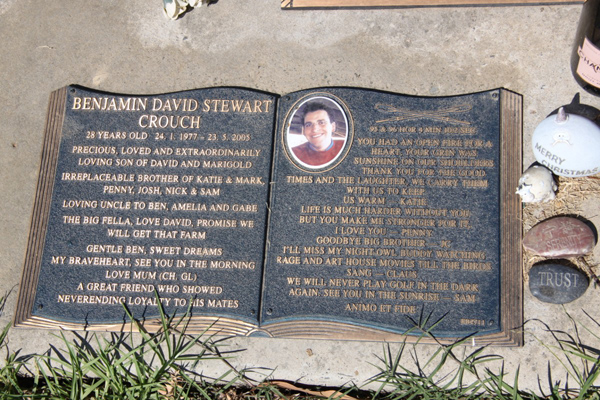 BENJAMIN DAVID STEWART
CROUCH
28 YEARS OLD 24. 1. 1977 - 23. 5. 2005
PRECIOUS, LOVED AND EXTRAORDINARILY
LOVING SON OF DAVID AND MARIGOLD
IRREPLACEABLE BROTHER OF KATIE & MARK,
PENNY, JOSH, NICK & SAM
LOVING UNCLE TO BEN, AMELIA AND GABE
THE BIG FELLA, LOVE DAVID, PROMISE WE
WILL GET THAT FARM
GENTLE BEN, SWEET DREAMS
MY BRAVEHEART, SEE YOU IN THE MORNING
LOVE MUM (CH. GL)
A GREAT FRIEND WHO SHOWED
NEVERENDING LOYALTY TO HIS MATES
YOU HAD AN OPEN FIRE FOR A
HEART. YOUR GRIN WAS
SUNSHINE ON OUR SHOULDERS
THANK YOU FOR THE GOOD
TIMES AND THE LAUGHTER. WE CARRY THEM
WITH US TO KEEP
US WARM - KATIE
LIFE IS MUCH HARDER WITHOUT YOU
BUT YOU MAKE ME STRONGER FOR IT.
I LOVE YOU - PENNY
GOODBYE BIG BROTHER -
I'LL MISS MY NIGHT OWL BUDDY WATCHING
RAGE AND ART HOUSE MOVIES TILL THE BIRDS
SANG - CLAUS
WE WILL NEVER PLAY GOLF IN THE DARK
AGAIN. SEE YOU IN THE SUNRISE - SAM
ANIMO ET FIDE
MERRY
CHRISTMAS
TRUST